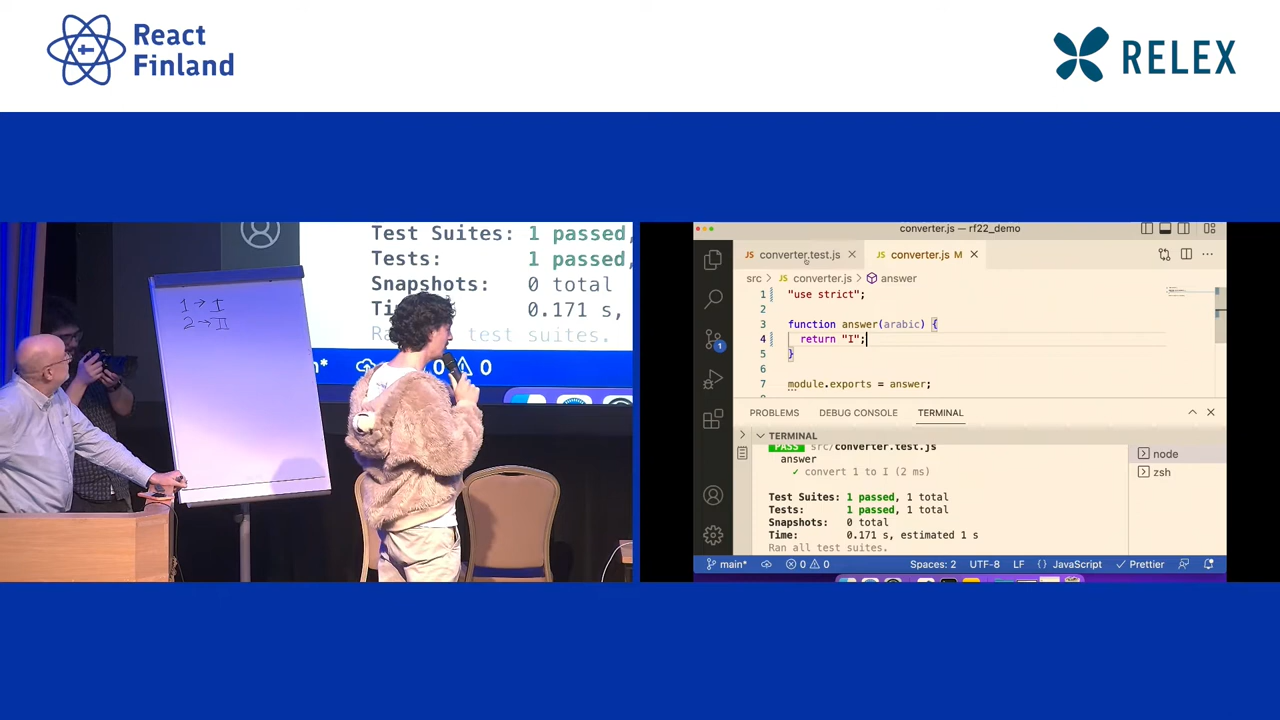 React
Finland
RELEX
Test Suites: 1 passed,
Tests: 1 passed,
Snapshots: 0 total
0.171 s,
test suites.
0 0
1 → I
2 → II
converter.js — rf22_demo
converter.test.js
converter.js M
src > converter.js > answer
1 "use strict";
2
3 function answer(arabic) {
4 return "I";
5 }
6
7 module.exports = answer;
PROBLEMS DEBUG CONSOLE TERMINAL
TERMINAL
PASS src/converter.test.js
answer
✓ convert 1 to I (2 ms)
Test Suites: 1 passed, 1 total
Tests: 1 passed, 1 total
Snapshots: 0 total
Time: 0.171 s, estimated 1 s
Ran all test suites.
node
zsh
1
main* 0 0 Spaces: 2 UTF-8 LF {} JavaScript Prettier